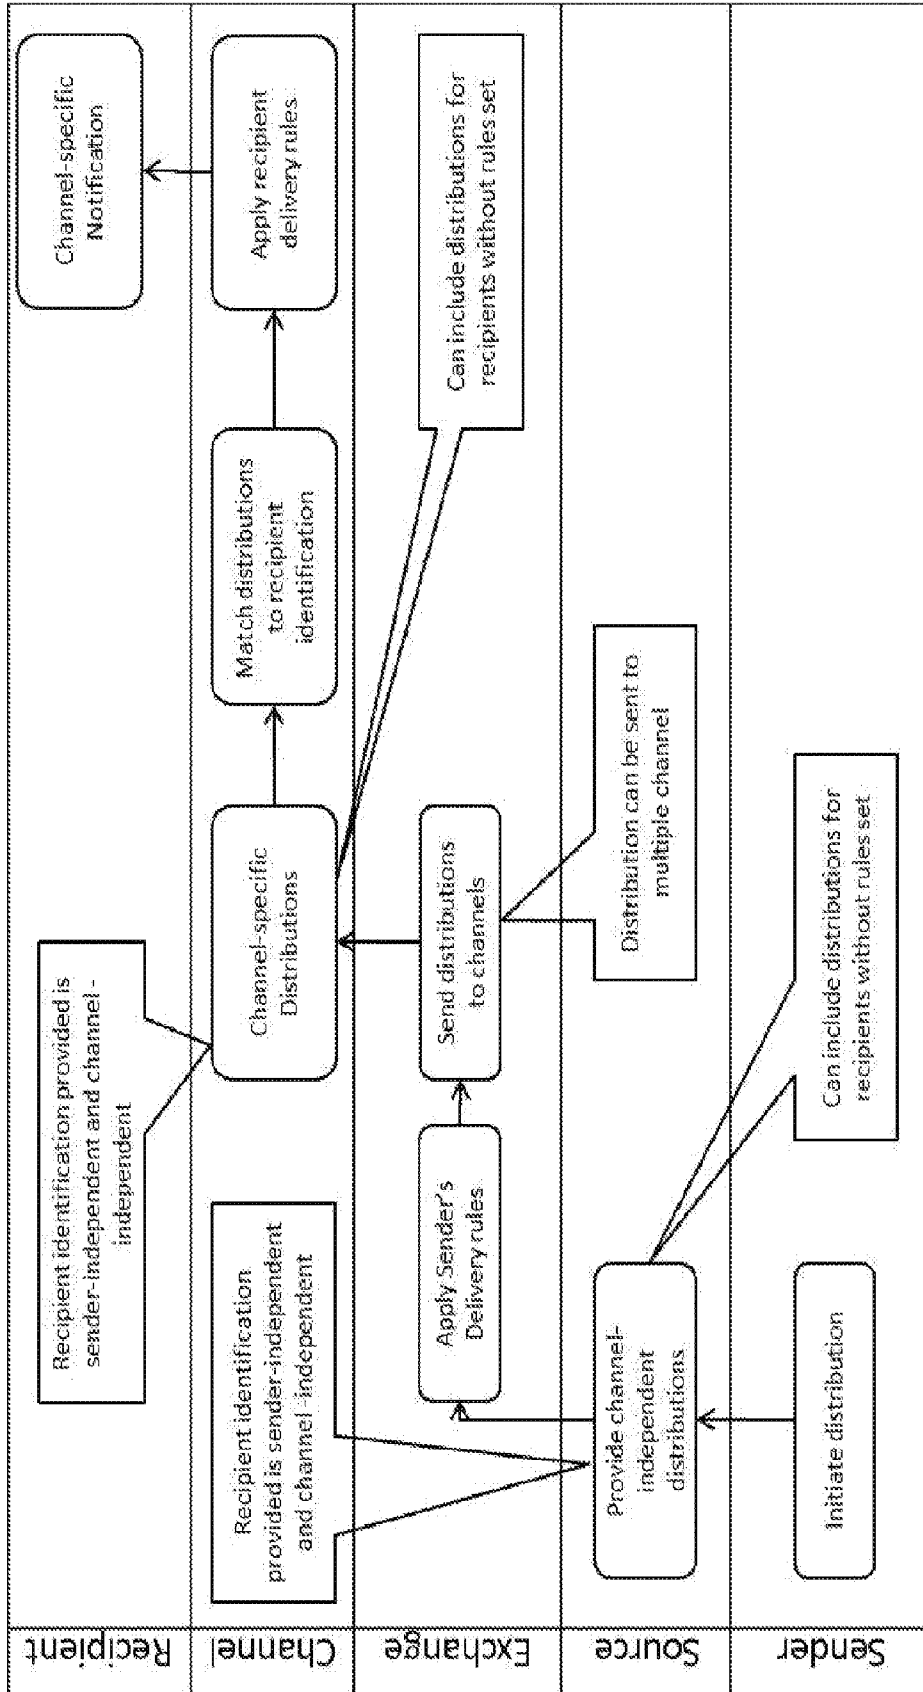 Recipient
Recipient identification provided is
sender-independent and channel -
independent
Channel-specific
Notification
Channel
Recipient identification
provided is sender-independent
and channel -independent
Channel-specific
Distributions
Match distributions
to recipient
identification
Apply recipient
delivery rules
Exchange
Apply Sender's
Delivery rules
Send distributions
to channels
Can include distributions for
recipients without rules set
Source
Provide channel-
independent
distributions
Distribution can be sent to
multiple channel
Sender
Initiate distribution
Can include distributions for
recipients without rules set